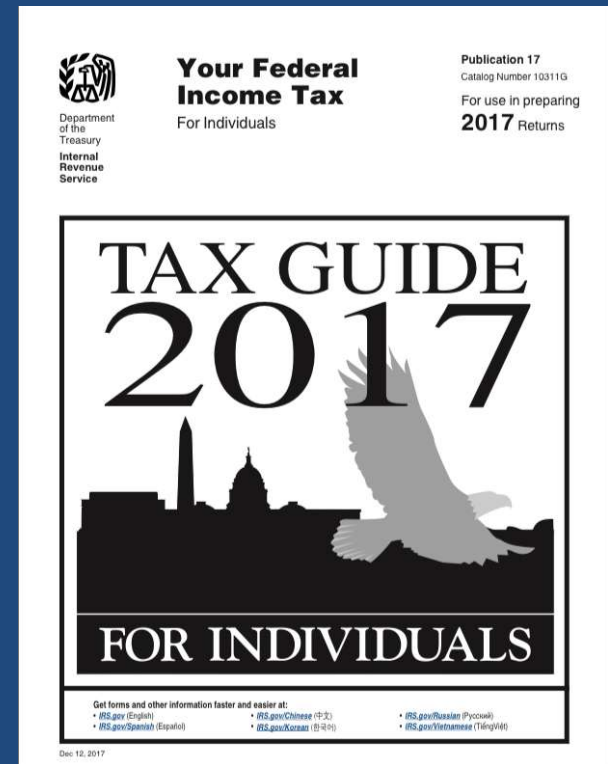 Department
of the
Treasury
Internal
Revenue
Service
Your Federal
Income Tax
For Individuals
Publication 17
Catalog Number 10311G
For use in preparing
2017 Returns
TAX GUIDE
2017
FOR INDIVIDUALS
Get forms and other information faster and easier at:
• IRS.gov (English)
• IRS.gov/Spanish (Español)
• IRS.gov/Chinese (中文)
• IRS.gov/Korean (한국어)
• IRS.gov/Russian (Русский)
• IRS.gov/Vietnamese (TiếngViệt)
Dec 12, 2017